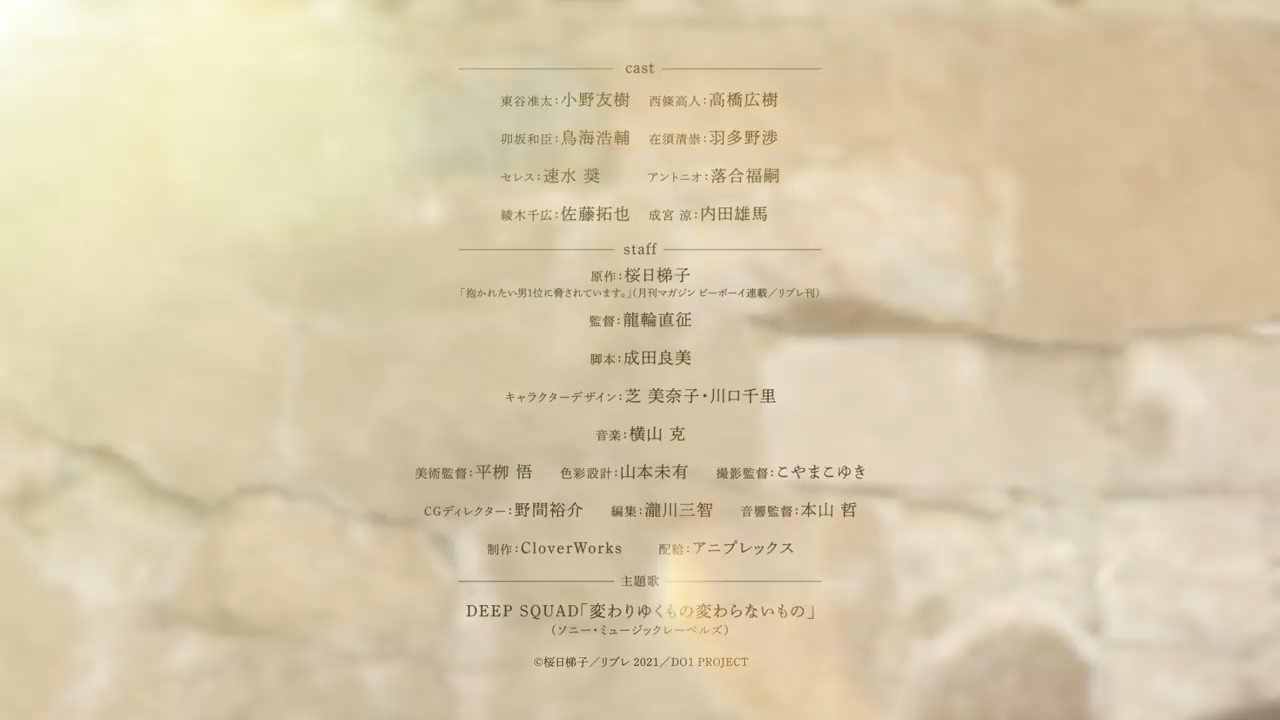 cast
東谷准太：小野友樹　西條高人：高橋広樹
卯坂和臣：鳥海浩輔　在須清崇：羽多野渉
セレス：速水 奨　アントニオ：落合福嗣
綾木千広：佐藤拓也　成宮 涼：内田雄馬
staff
原作：桜日梯子
「抱かれたい男1位に脅されています。」（月刊マガジン ビーボーイ連載／リブレ刊）
監督：龍輪直征
脚本：成田良美
キャラクターデザイン：芝 美奈子・川口千里
音楽：横山 克
美術監督：平栁 悟　色彩設計：山本未有　撮影監督：こやまこゆき
CGディレクター：野間裕介　編集：瀧川三智　音響監督：本山 哲
制作：CloverWorks　配給：アニプレックス
主題歌
DEEP SQUAD「変わりゆくもの変わらないもの」
（ソニー・ミュージックレーベルズ）
©桜日梯子／リブレ 2021／DO1 PROJECT